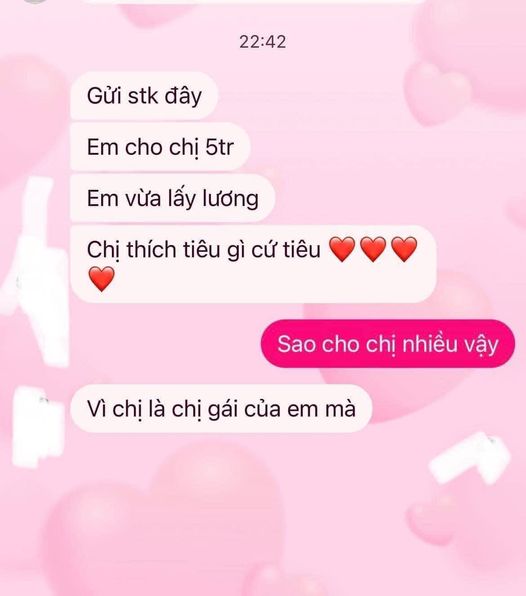 22:42
Gửi stk đây
Em cho chị 5tr
Em vừa lấy lương
Chị thích tiêu gì cứ tiêu ❤️❤️❤️
❤️
Sao cho chị nhiều vậy
Vì chị là chị gái của em mà